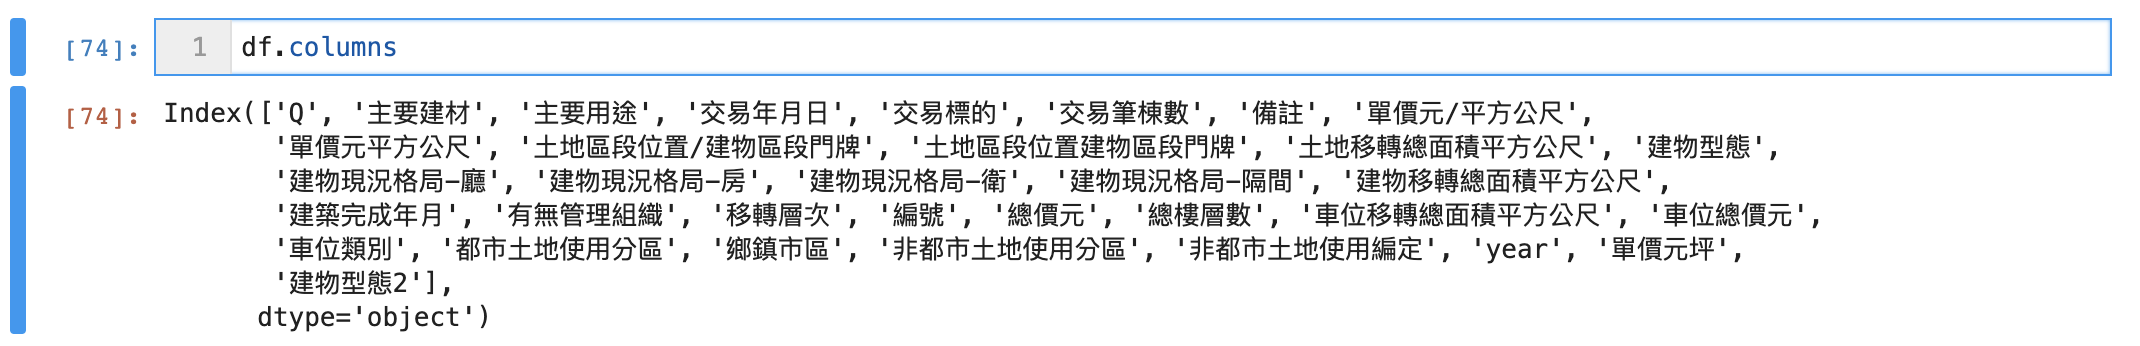 [74]: 1 df.columns
[74]: Index(['Q', '主要建材', '主要用途', '交易年月日', '交易標的', '交易筆棟數', '備註', '單價元/平方公尺',
'單價元平方公尺', '土地區段位置/建物區段門牌', '土地區段位置建物區段門牌', '土地移轉總面積平方公尺', '建物型態',
'建物現況格局-廳', '建物現況格局-房', '建物現況格局-衛', '建物現況格局-隔間', '建物移轉總面積平方公尺',
'建築完成年月', '有無管理組織', '移轉層次', '編號', '總價元', '總樓層數', '車位移轉總面積平方公尺', '車位總價元',
'車位類別', '都市土地使用分區', '鄉鎮市區', '非都市土地使用分區', '非都市土地使用編定', 'year', '單價元坪',
'建物型態2'],
dtype='object')